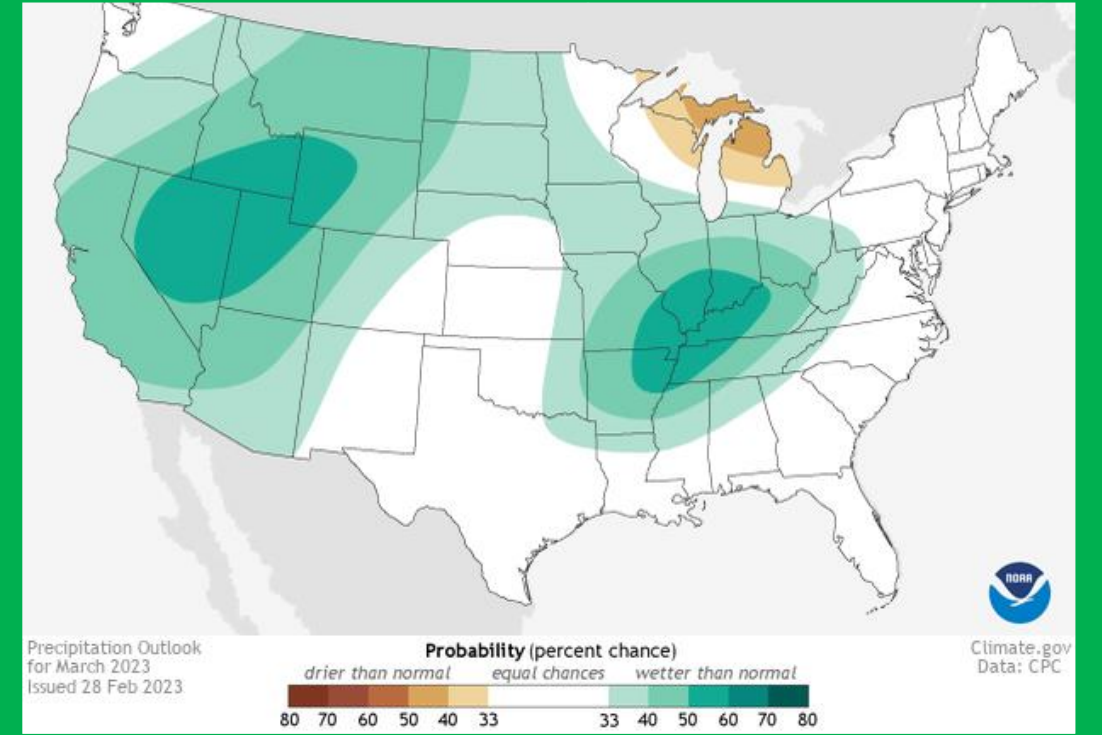 NOAA
Precipitation Outlook
for March 2023
Issued 28 Feb 2023
Probability (percent chance)
drier than normal equal chances wetter than normal
80 70 60 50 40 33 33 40 50 60 70 80
Climate.gov
Data: CPC